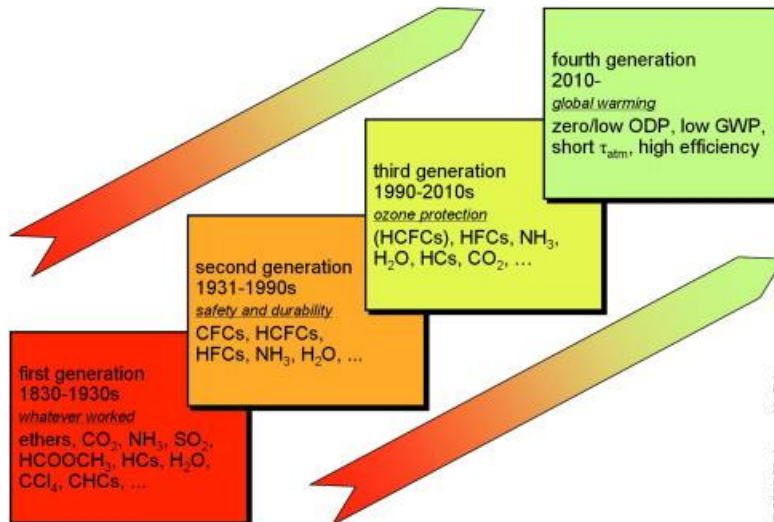 first generation
1830-1930s
whatever worked
ethers, CO₂, NH₃, SO₂,
HCOOCH₃, HCs, H₂O,
CCl₄, CHCs, ...
second generation
1931-1990s
safety and durability
CFCs, HCFCs,
HFCs, NH₃, H₂O, ...
third generation
1990-2010s
ozone protection
(HCFCs), HFCs, NH₃,
H₂O, HCs, CO₂, ...
fourth generation
2010-
global warming
zero/low ODP, low GWP,
short τatm, high efficiency